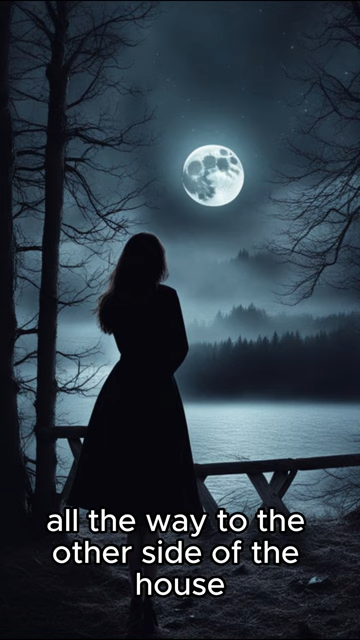 all the way to the
other side of the
house